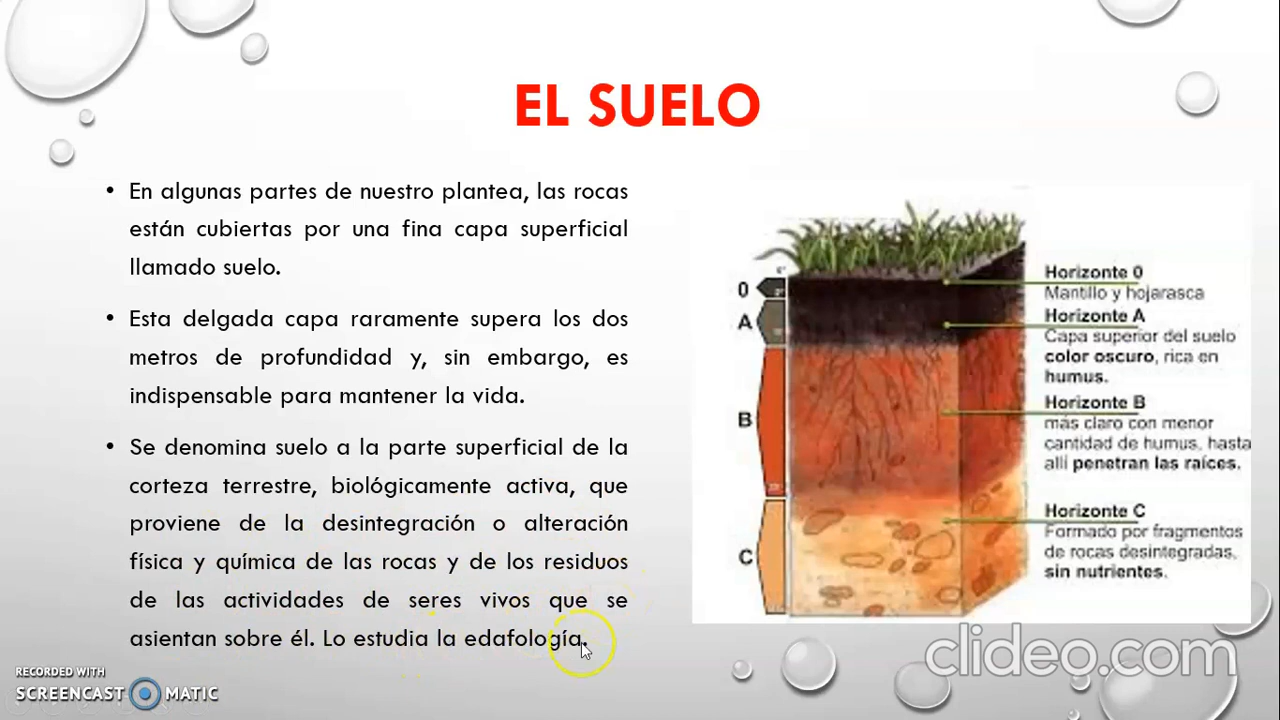 EL SUELO
• En algunas partes de nuestro plantea, las rocas
están cubiertas por una fina capa superficial
llamado suelo.
• Esta delgada capa raramente supera los dos
metros de profundidad y, sin embargo, es
indispensable para mantener la vida.
• Se denomina suelo a la parte superficial de la
corteza terrestre, biológicamente activa, que
proviene de la desintegración o alteración
física y química de las rocas y de los residuos
de las actividades de seres vivos que se
asientan sobre él. Lo estudia la edafología.
0
A
B
C
Horizonte 0
Mantillo y hojarasca
Horizonte A
Capa superior del suelo
color oscuro, rica en
humus.
Horizonte B
más claro con menor
cantidad de humus, hasta
allí penetran las raíces.
Horizonte C
Formado por fragmentos
de rocas desintegradas,
sin nutrientes.
clideo.com
RECORDED WITH
SCREENCAST MATIC